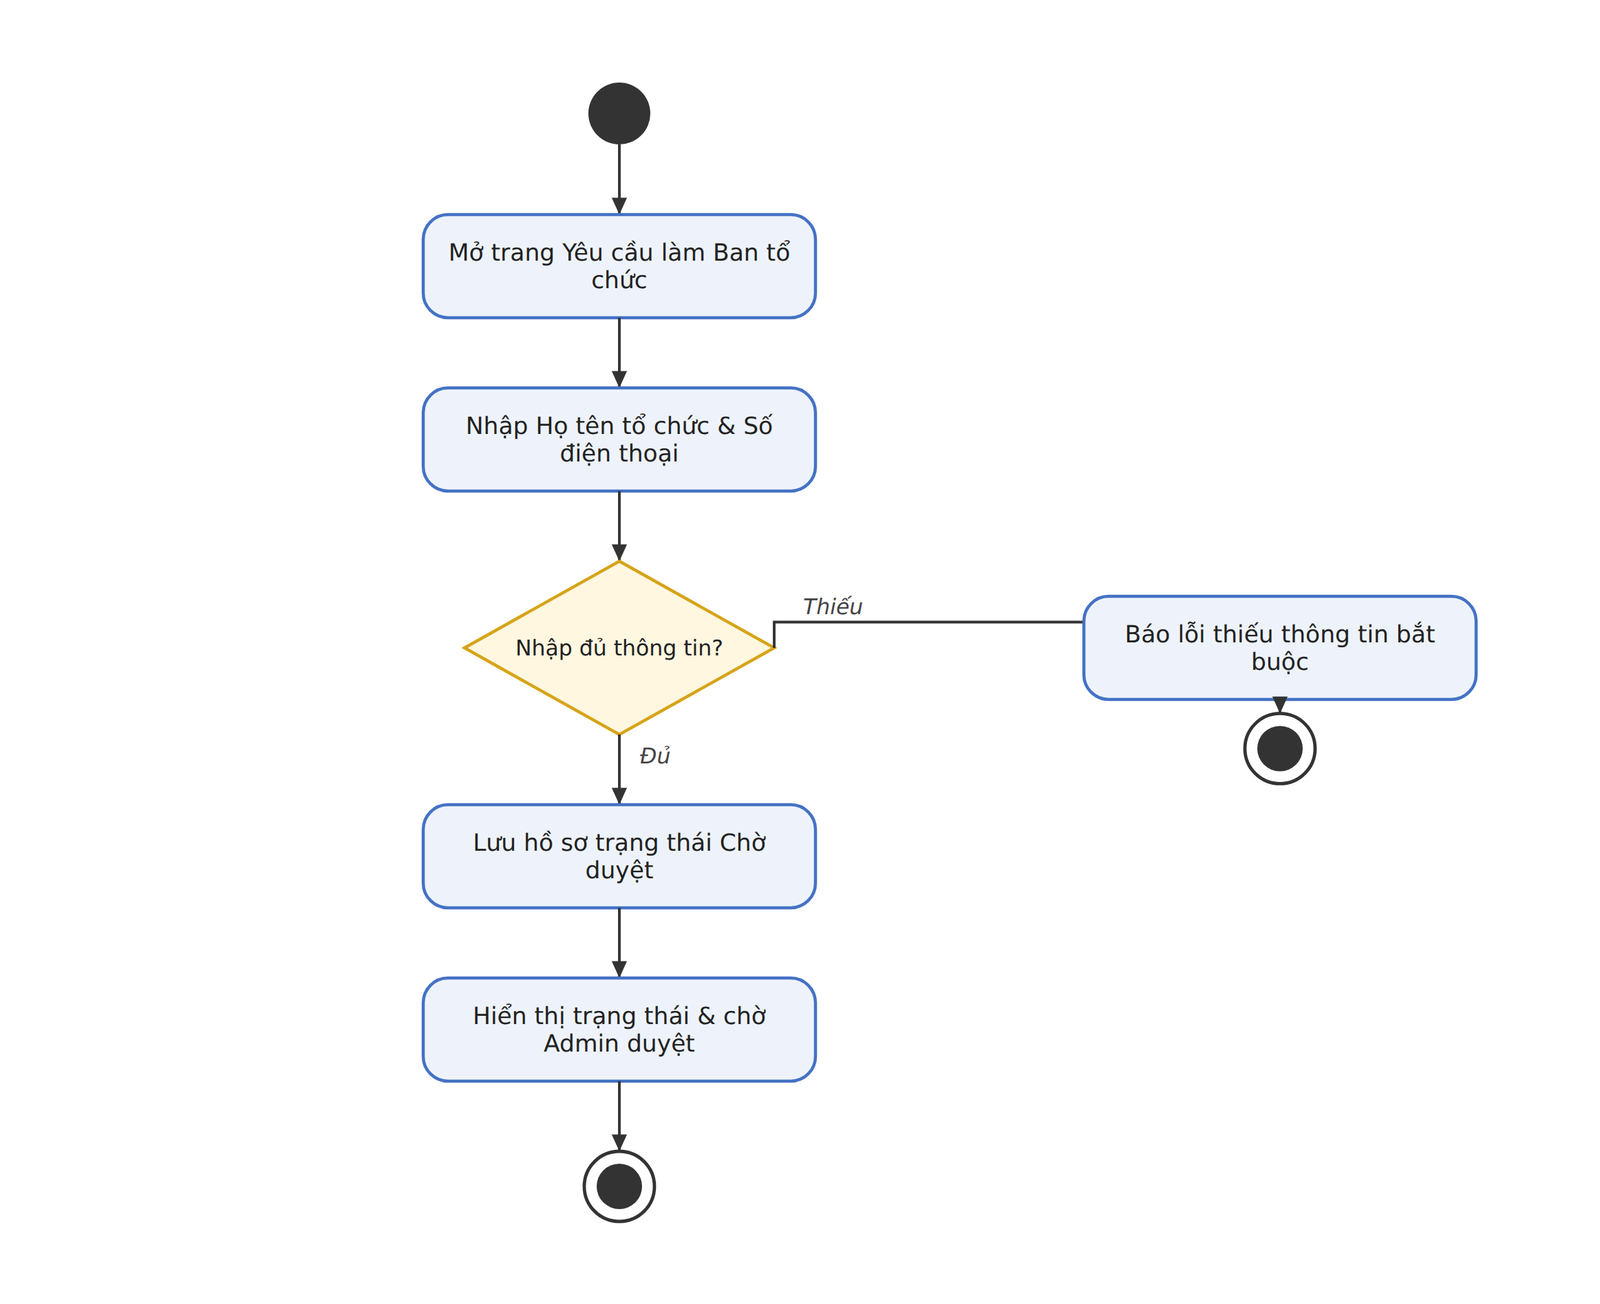 Mở trang Yêu cầu làm Ban tổ
chức
Nhập Họ tên tổ chức & Số
điện thoại
Nhập đủ thông tin?
Thiếu
Báo lỗi thiếu thông tin bắt
buộc
Đủ
Lưu hồ sơ trạng thái Chờ
duyệt
Hiển thị trạng thái & chờ
Admin duyệt